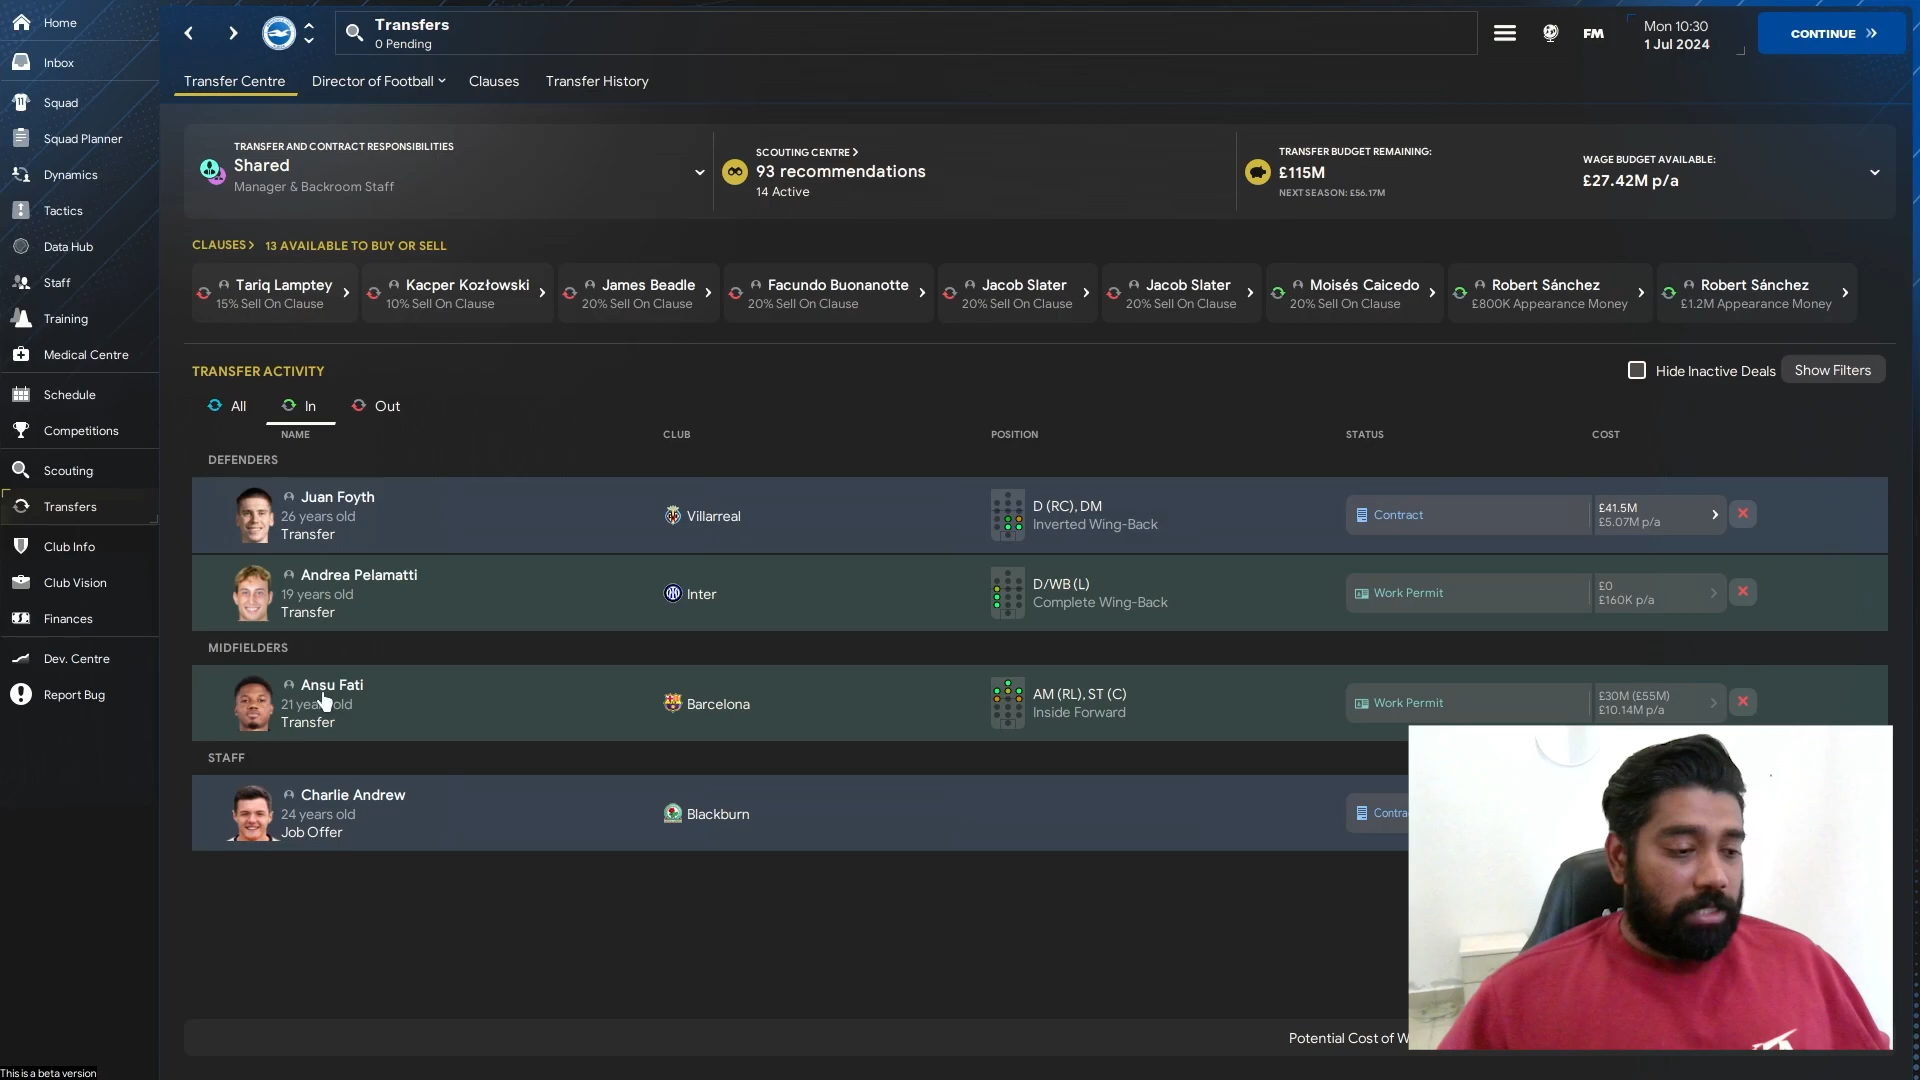 Home
Inbox
Squad
Squad Planner
Dynamics
Tactics
Data Hub
Staff
Training
Medical Centre
Schedule
Competitions
Scouting
Transfers
Club Info
Club Vision
Finances
Dev. Centre
Report Bug
This is a beta version
Transfers
0 Pending
FM
Mon 10:30
1 Jul 2024
CONTINUE
Transfer Centre
Director of Football
Clauses
Transfer History
TRANSFER AND CONTRACT RESPONSIBILITIES
Shared
Manager & Backroom Staff
SCOUTING CENTRE >
93 recommendations
14 Active
TRANSFER BUDGET REMAINING:
£115M
NEXT SEASON: £56.17M
WAGE BUDGET AVAILABLE:
£27.42M p/a
CLAUSES > 13 AVAILABLE TO BUY OR SELL
Tariq Lamptey
15% Sell On Clause
Kacper Kozłowski
10% Sell On Clause
James Beadle
20% Sell On Clause
Facundo Buonanotte
20% Sell On Clause
Jacob Slater
20% Sell On Clause
Jacob Slater
20% Sell On Clause
Moisés Caicedo
20% Sell On Clause
Robert Sánchez
£800K Appearance Money
Robert Sánchez
£1.2M Appearance Money
TRANSFER ACTIVITY
Hide Inactive Deals
Show Filters
All
In
Out
NAME CLUB POSITION STATUS COST
DEFENDERS
Juan Foyth
26 years old
Transfer
Villarreal
D (RC), DM
Inverted Wing-Back
Contract
£41.5M
£5.07M p/a
Andrea Pelamatti
19 years old
Transfer
Inter
D/WB (L)
Complete Wing-Back
Work Permit
£0
£160K p/a
MIDFIELDERS
Ansu Fati
21 yea old
Transfer
Barcelona
AM (RL), ST (C)
Inside Forward
Work Permit
£30M (£55M)
£10.14M p/a
STAFF
Charlie Andrew
24 years old
Job Offer
Blackburn
Contra
Potential Cost of W